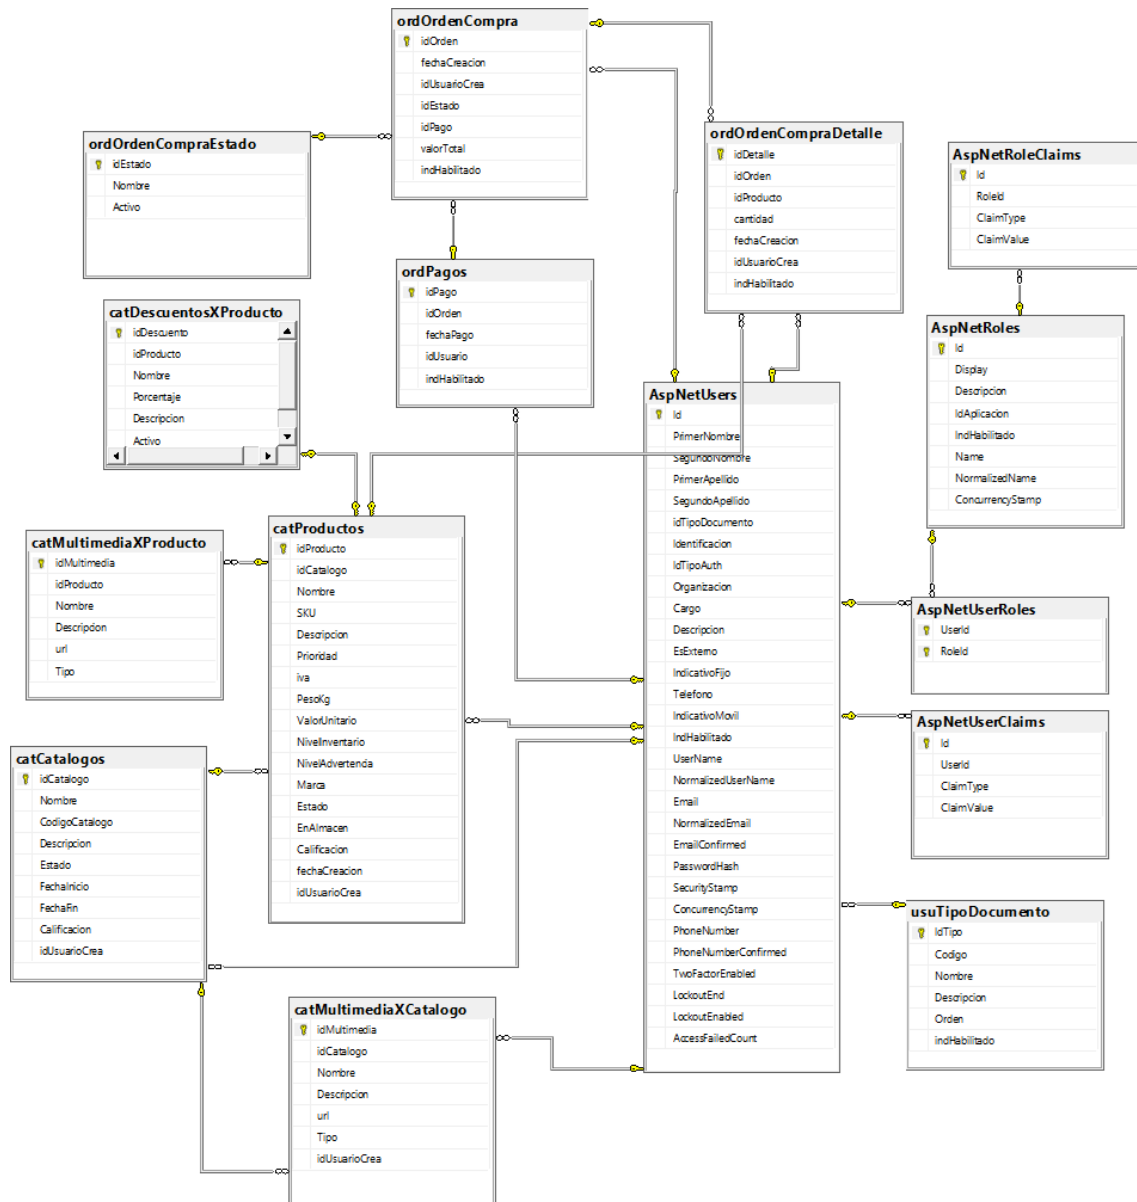 ordOrdenCompra
idOrden
fechaCreacion
idUsuarioCrea
idEstado
idPago
valorTotal
indHabilitado
ordOrdenCompraEstado
idEstado
Nombre
Activo
ordOrdenCompraDetalle
idDetalle
idOrden
idProducto
cantidad
fechaCreacion
idUsuarioCrea
indHabilitado
AspNetRoleClaims
Id
RoleId
ClaimType
ClaimValue
ordPagos
idPago
idOrden
fechaPago
idUsuario
indHabilitado
catDescuentosXProducto
idDescuento
idProducto
Nombre
Porcentaje
Descripcion
Activo
AspNetRoles
Id
Display
Descripcion
IdAplicacion
IndHabilitado
Name
NormalizedName
ConcurrencyStamp
AspNetUsers
Id
PrimerNombre
SegundoNombre
PrimerApellido
SegundoApellido
idTipoDocumento
Identificacion
IdTipoAuth
Organizacion
Cargo
Descripcion
EsExterno
IndicativoFijo
Telefono
IndicativoMovil
IndHabilitado
UserName
NormalizedUserName
Email
NormalizedEmail
EmailConfirmed
PasswordHash
SecurityStamp
ConcurrencyStamp
PhoneNumber
PhoneNumberConfirmed
TwoFactorEnabled
LockoutEnd
LockoutEnabled
AccessFailedCount
catProductos
idProducto
idCatalogo
Nombre
SKU
Descripcion
Prioridad
iva
PesoKg
ValorUnitario
NivelInventario
NivelAdvertencia
Marca
Estado
EnAlmacen
Calificacion
fechaCreacion
idUsuarioCrea
catMultimediaXProducto
idMultimedia
idProducto
Nombre
Descripcion
url
Tipo
AspNetUserRoles
UserId
RoleId
AspNetUserClaims
Id
UserId
ClaimType
ClaimValue
catCatalogos
idCatalogo
Nombre
CodigoCatalogo
Descripcion
Estado
FechaInicio
FechaFin
Calificacion
idUsuarioCrea
usuTipoDocumento
IdTipo
Codigo
Nombre
Descripcion
Orden
indHabilitado
catMultimediaXCatalogo
idMultimedia
idCatalogo
Nombre
Descripcion
url
Tipo
idUsuarioCrea